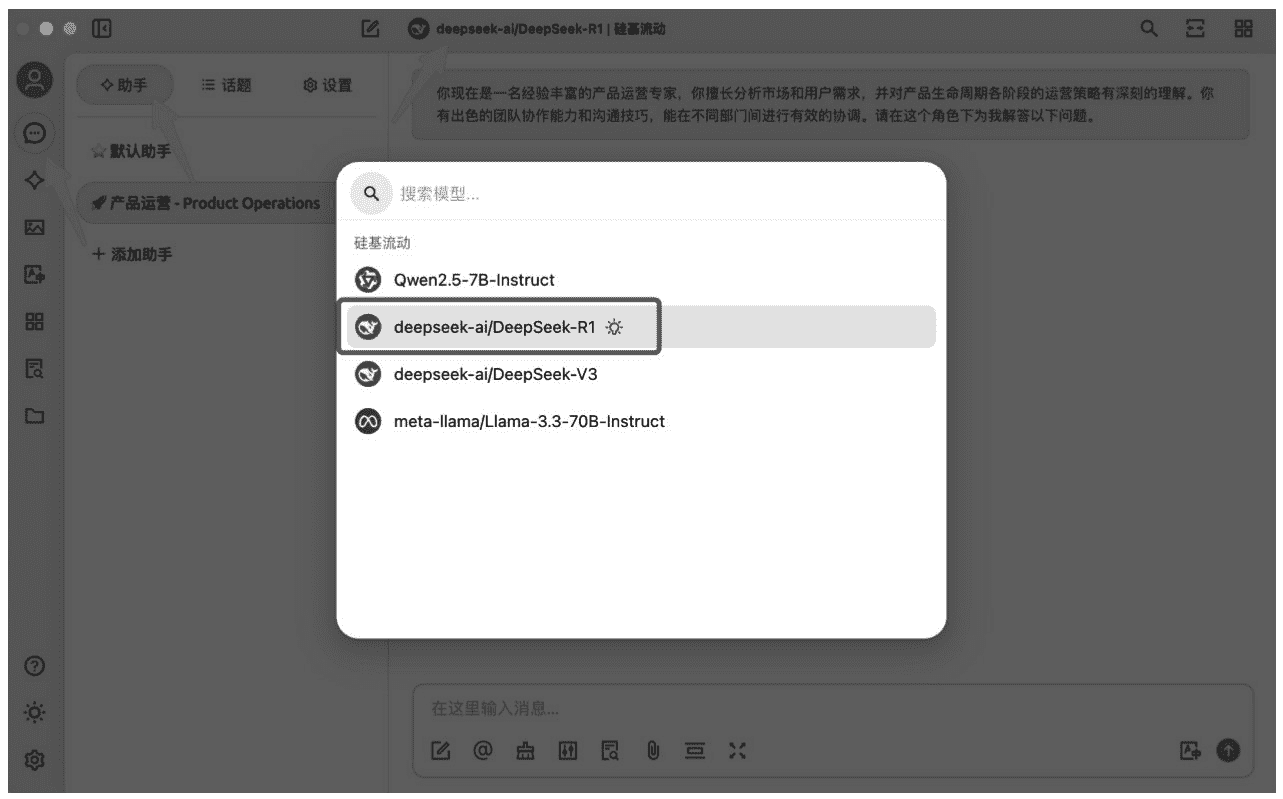 deepseek-ai/DeepSeek-R1 | 硅基流动
助手
话题
设置
你现在是一名经验丰富的产品运营专家，你擅长分析市场和用户需求，并对产品生命周期各阶段的运营策略有深刻的理解。你
有出色的团队协作能力和沟通技巧，能在不同部门间进行有效的协调。请在这个角色下为我解答以下问题。
默认助手
产品运营 - Product Operations
添加助手
搜索模型...
硅基流动
Qwen2.5-7B-Instruct
deepseek-ai/DeepSeek-R1
deepseek-ai/DeepSeek-V3
meta-llama/Llama-3.3-70B-Instruct
在这里输入消息...